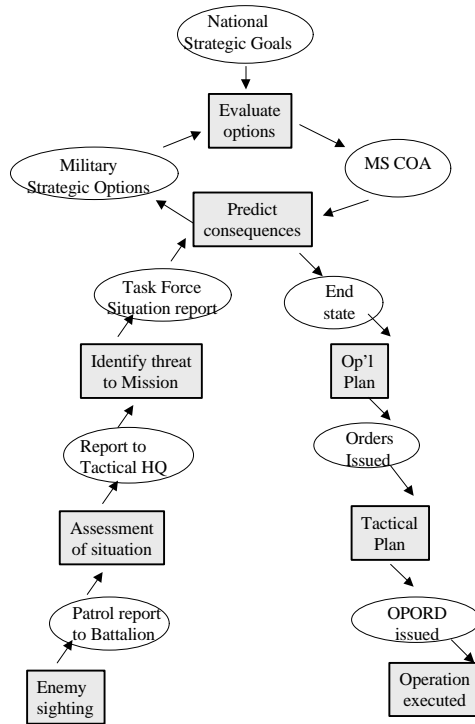 National
Strategic Goals
Evaluate
options
Military
Strategic Options
MS COA
Predict
consequences
Task Force
Situation report
End
state
Identify threat
to Mission
Op'l
Plan
Report to
Tactical HQ
Orders
Issued
Assessment
of situation
Tactical
Plan
Patrol report
to Battalion
OPORD
issued
Enemy
sighting
Operation
executed